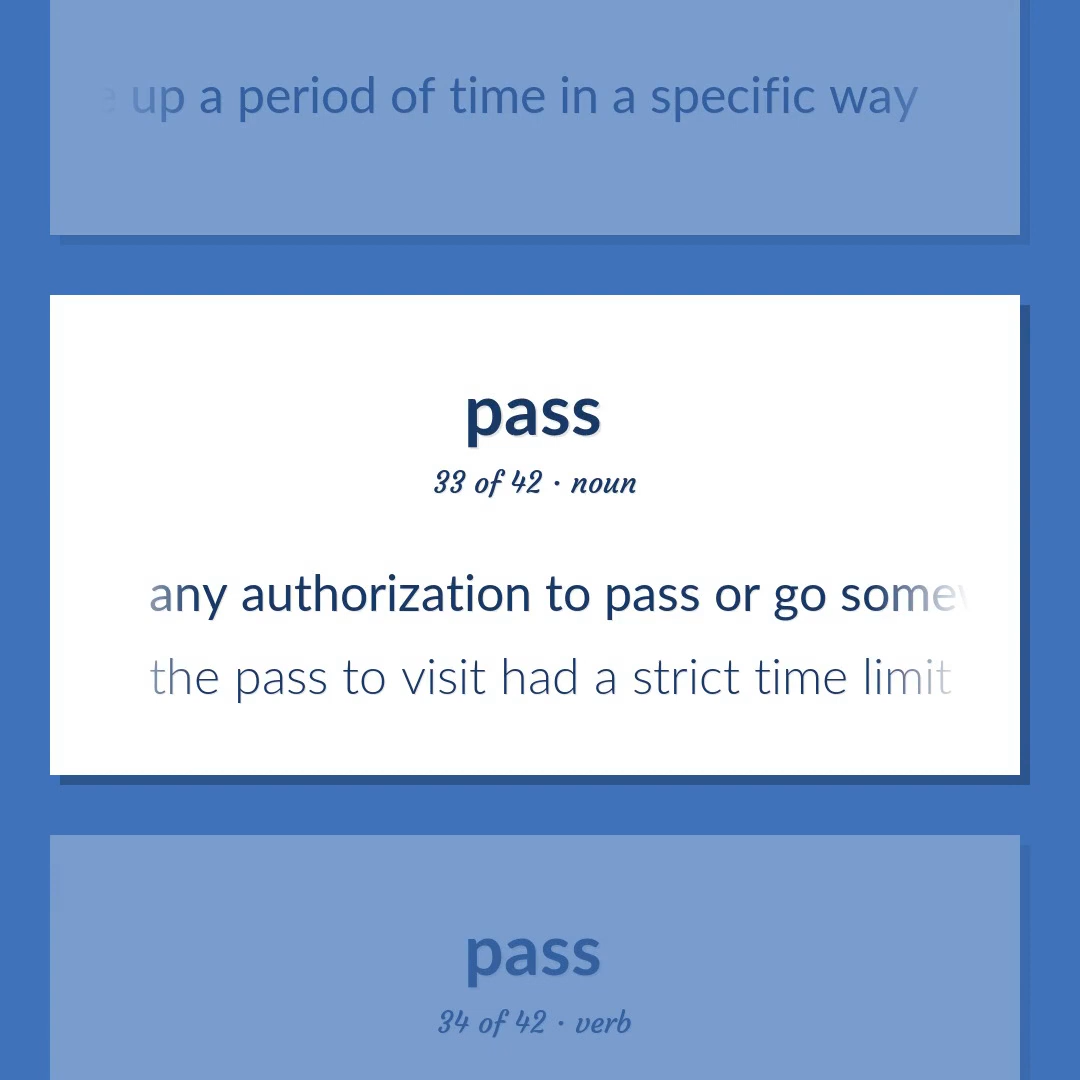 up a period of time in a specific way
pass
33 of 42 · noun
any authorization to pass or go
the pass to visit had a strict time limit
pass
34 of 42 · verb